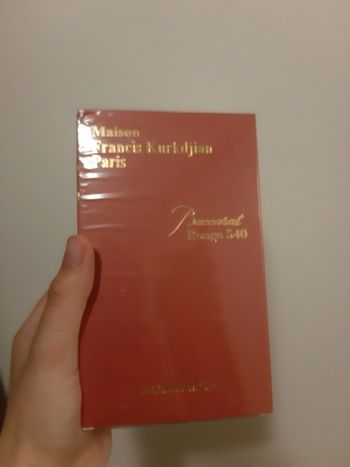 Maison
Francis Kurkdjian
Paris
Baccarat
Rouge 540